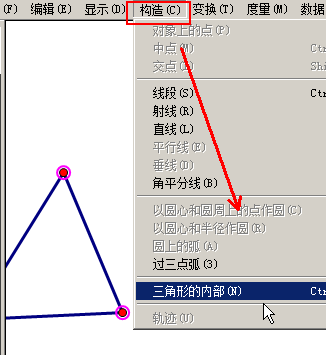 (F) 编辑(E) 显示(D) 构造(C) 变换(T) 度量(M) 数据
对象上的点(P)
中点(M) Ctr
交点(I) Shi
线段(S) Ctr
射线(R)
直线(L)
平行线(E)
垂线(D)
角平分线(B)
以圆心和圆周上的点作圆(C)
以圆心和半径作圆(R)
圆上的弧(A)
过三点弧(3)
三角形的内部(N) Ctr
轨迹(U)